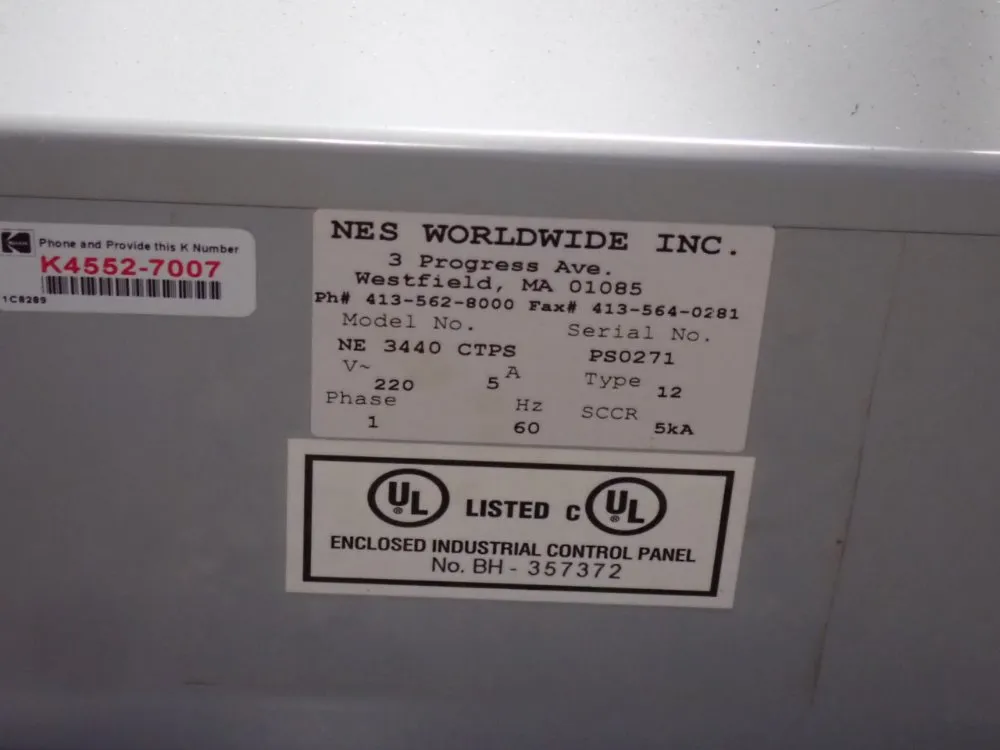 Phone and Provide this K Number
K4552-7007
1C8289
NES WORLDWIDE INC.
3 Progress Ave.
Westfield, MA 01085
Ph# 413-562-8000 Fax# 413-564-0281
Model No. Serial No.
NE 3440 CTPS PS0271
V~ A Type 12
220 5
Phase Hz SCCR 5kA
1 60
UL® LISTED c UL®
ENCLOSED INDUSTRIAL CONTROL PANEL
No. BH - 357372